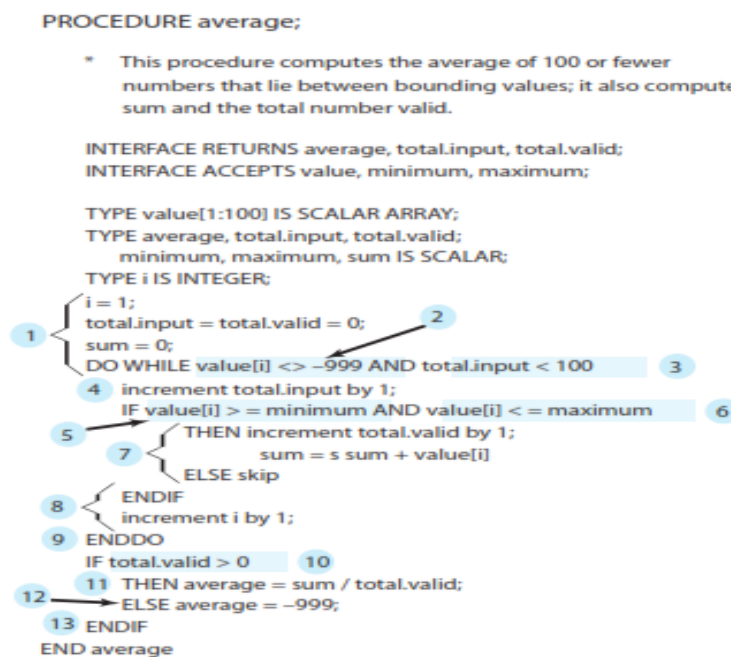 PROCEDURE average;
* This procedure computes the average of 100 or fewer
numbers that lie between bounding values; it also compute
sum and the total number valid.
INTERFACE RETURNS average, total.input, total.valid;
INTERFACE ACCEPTS value, minimum, maximum;
TYPE value[1:100] IS SCALAR ARRAY;
TYPE average, total.input, total.valid;
minimum, maximum, sum IS SCALAR;
TYPE i IS INTEGER;
i = 1;
1 total.input = total.valid = 0; 2
sum = 0;
DO WHILE value[i] <> –999 AND total.input < 100 3
4 increment total.input by 1;
IF value[i] > = minimum AND value[i] < = maximum 6
5 THEN increment total.valid by 1;
7 sum = s sum + value[i]
ELSE skip
8 ENDIF
increment i by 1;
9 ENDDO
IF total.valid > 0 10
11 THEN average = sum / total.valid;
12 ELSE average = –999;
13 ENDIF
END average